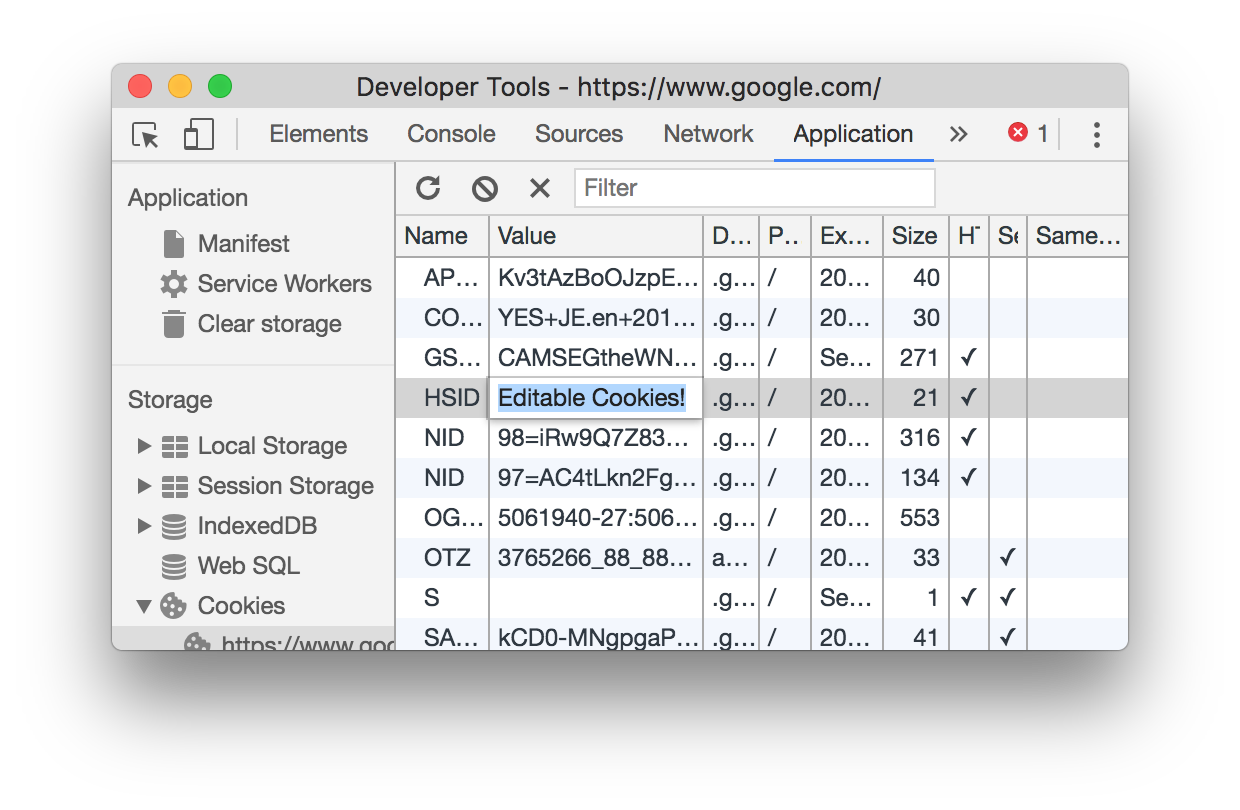 Developer Tools - https://www.google.com/
Elements Console Sources Network Application » 1
Application
Manifest
Service Workers
Clear storage
Storage
Local Storage
Session Storage
IndexedDB
Web SQL
Cookies
https://www.goo
Filter
Name Value D... P.. Ex... Size HT Se Same...
AP... Kv3tAzBoOJzpE... .g... / 20... 40
CO... YES+JE.en+201... .g... / 20... 30
GS... CAMSEGtheWN... .g... / Se... 271 ✓
HSID Editable Cookies! .g... / 20... 21 ✓
NID 98=iRw9Q7Z83... .g... / 20... 316 ✓
NID 97=AC4tLkn2Fg... .g... / 20... 134 ✓
OG... 5061940-27:506... .g... / 20... 553
OTZ 3765266_88_88... a... / 20... 33 ✓
S .g... / Se... 1 ✓ ✓
SA... kCD0-MNgpgaP... .g... / 20... 41 ✓